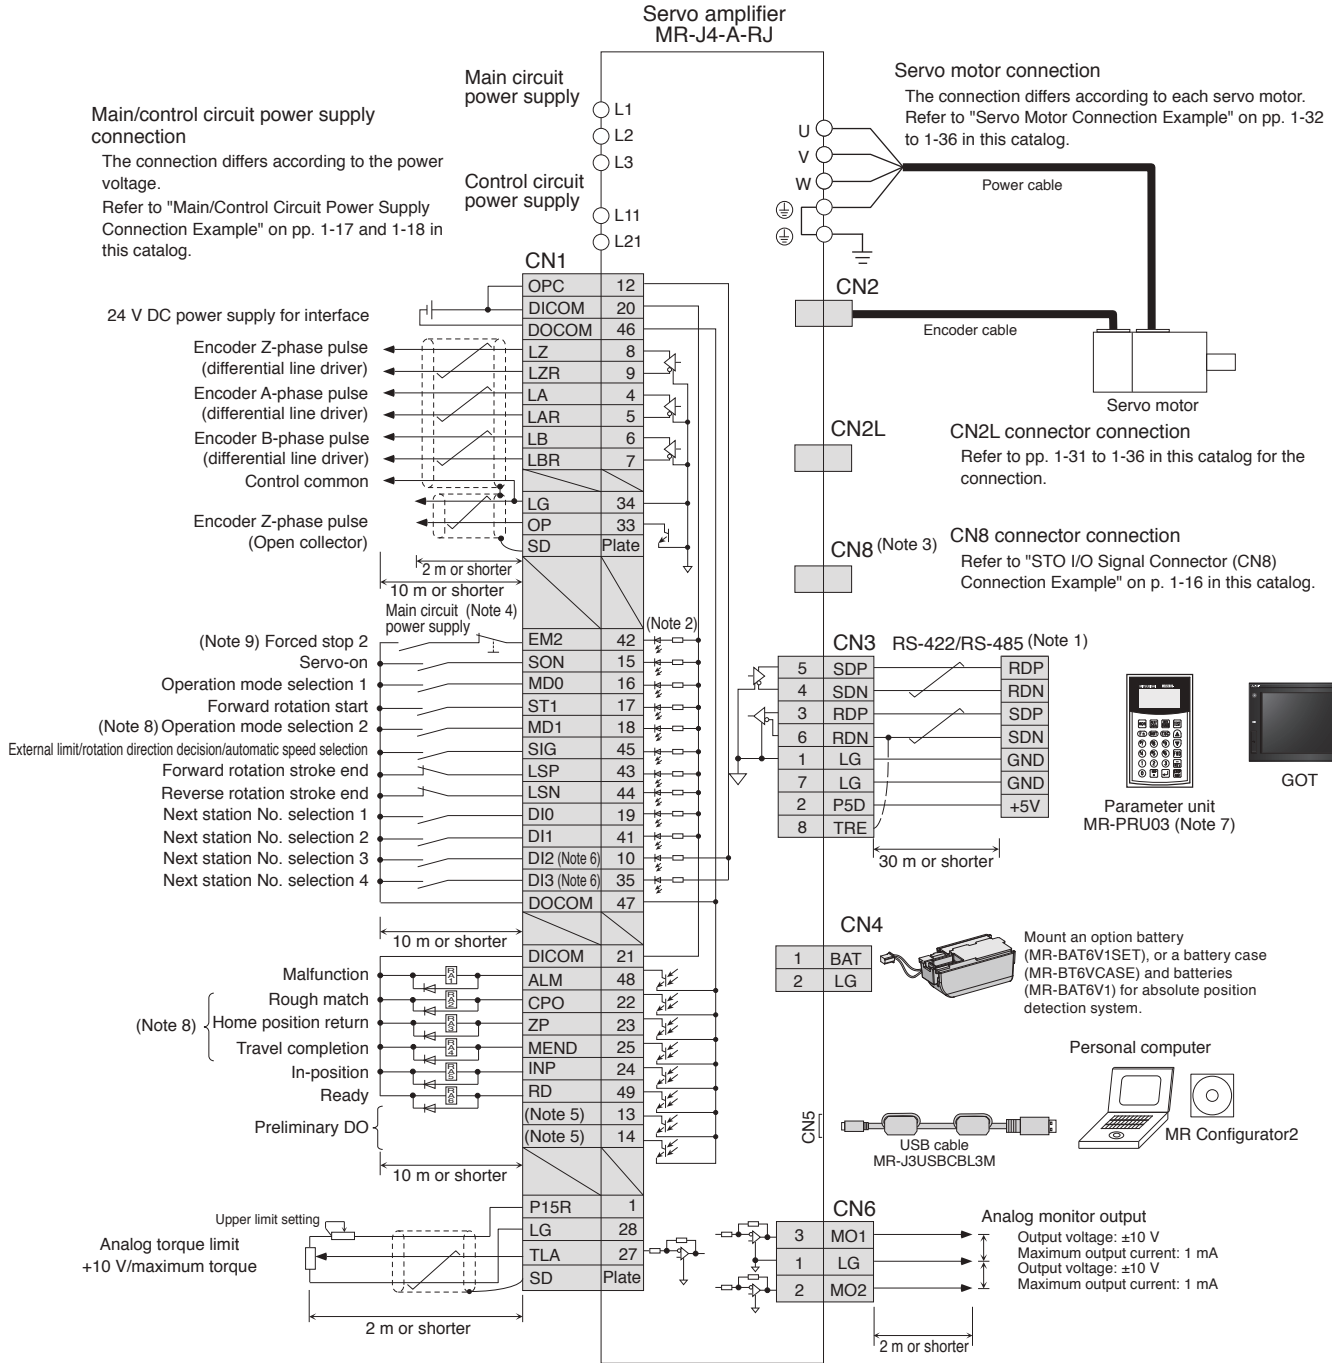 Servo amplifier
MR-J4-A-RJ
Main/control circuit power supply
connection
The connection differs according to the power
voltage.
Refer to "Main/Control Circuit Power Supply
Connection Example" on pp. 1-17 and 1-18 in
this catalog.
Main circuit
power supply
L1
L2
L3
Control circuit
power supply
L11
L21
U
V
W
Servo motor connection
The connection differs according to each servo motor.
Refer to "Servo Motor Connection Example" on pp. 1-32
to 1-36 in this catalog.
Power cable
CN2
Encoder cable
Servo motor
CN2L
CN2L connector connection
Refer to pp. 1-31 to 1-36 in this catalog for the
connection.
CN8 (Note 3)
CN8 connector connection
Refer to "STO I/O Signal Connector (CN8)
Connection Example" on p. 1-16 in this catalog.
CN1
OPC 12
DICOM 20
24 V DC power supply for interface
DOCOM 46
Encoder Z-phase pulse
(differential line driver)
LZ 8
LZR 9
Encoder A-phase pulse
(differential line driver)
LA 4
LAR 5
Encoder B-phase pulse
(differential line driver)
LB 6
LBR 7
Control common
LG 34
Encoder Z-phase pulse
(Open collector)
OP 33
SD Plate
2 m or shorter
10 m or shorter
Main circuit
power supply
(Note 4)
(Note 2)
(Note 9) Forced stop 2 EM2 42
Servo-on SON 15
Operation mode selection 1 MD0 16
Forward rotation start ST1 17
(Note 8) Operation mode selection 2 MD1 18
External limit/rotation direction decision/automatic speed selection SIG 45
Forward rotation stroke end LSP 43
Reverse rotation stroke end LSN 44
Next station No. selection 1 DI0 19
Next station No. selection 2 DI1 41
Next station No. selection 3 DI2 (Note 6) 10
Next station No. selection 4 DI3 (Note 6) 35
DOCOM 47
10 m or shorter
DICOM 21
Malfunction RA1 ALM 48
(Note 8)
Rough match RA2 CPO 22
Home position return RA3 ZP 23
Travel completion RA4 MEND 25
In-position RA5 INP 24
Ready RA6 RD 49
Preliminary DO
(Note 5) 13
(Note 5) 14
10 m or shorter
P15R 1
Upper limit setting
LG 28
Analog torque limit
+10 V/maximum torque
TLA 27
SD Plate
2 m or shorter
CN3
RS-422/RS-485 (Note 1)
5 SDP RDP
4 SDN RDN
3 RDP SDP
6 RDN SDN
1 LG GND
7 LG GND
2 P5D +5V
8 TRE
30 m or shorter
Parameter unit
MR-PRU03 (Note 7)
GOT
CN4
1 BAT
2 LG
Mount an option battery
(MR-BAT6V1SET), or a battery case
(MR-BT6VCASE) and batteries
(MR-BAT6V1) for absolute position
detection system.
CN5
USB cable
MR-J3USBCBL3M
Personal computer
MR Configurator2
CN6
3 MO1
1 LG
2 MO2
Analog monitor output
Output voltage: ±10 V
Maximum output current: 1 mA
Output voltage: ±10 V
Maximum output current: 1 mA
2 m or shorter